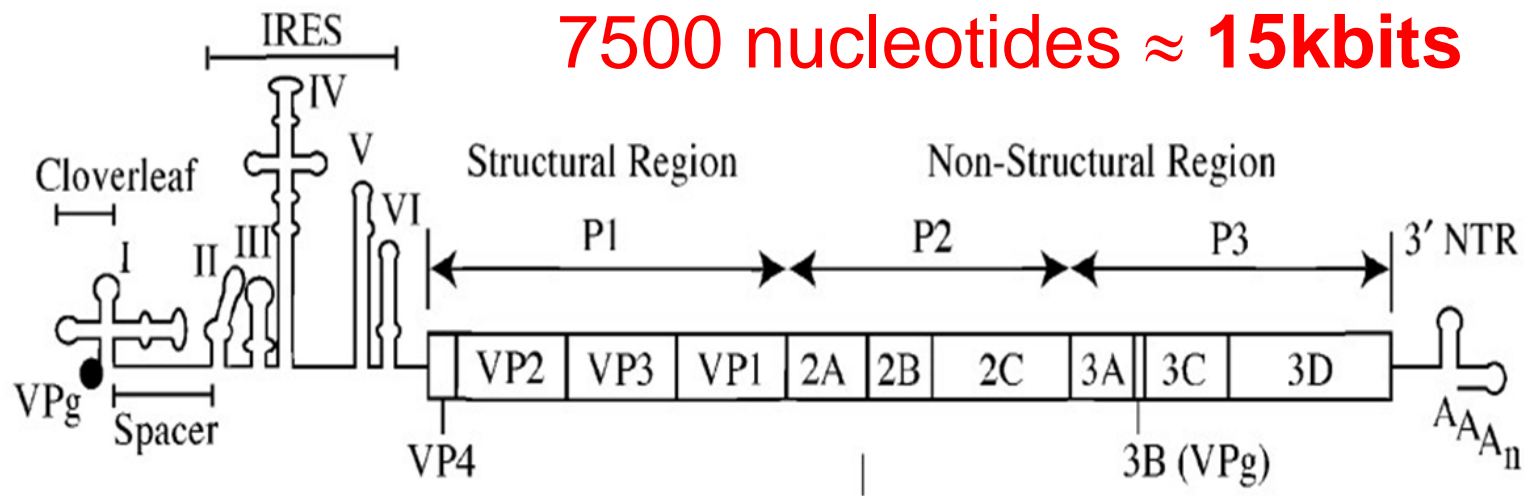 7500 nucleotides ≈ 15kbits
IRES
IV
V
VI
Cloverleaf
I
II
III
Structural Region
Non-Structural Region
P1
P2
P3
3′ NTR
VP2 VP3 VP1 2A 2B 2C 3A 3C 3D
VPg
Spacer
VP4
3B (VPg)
AAAn